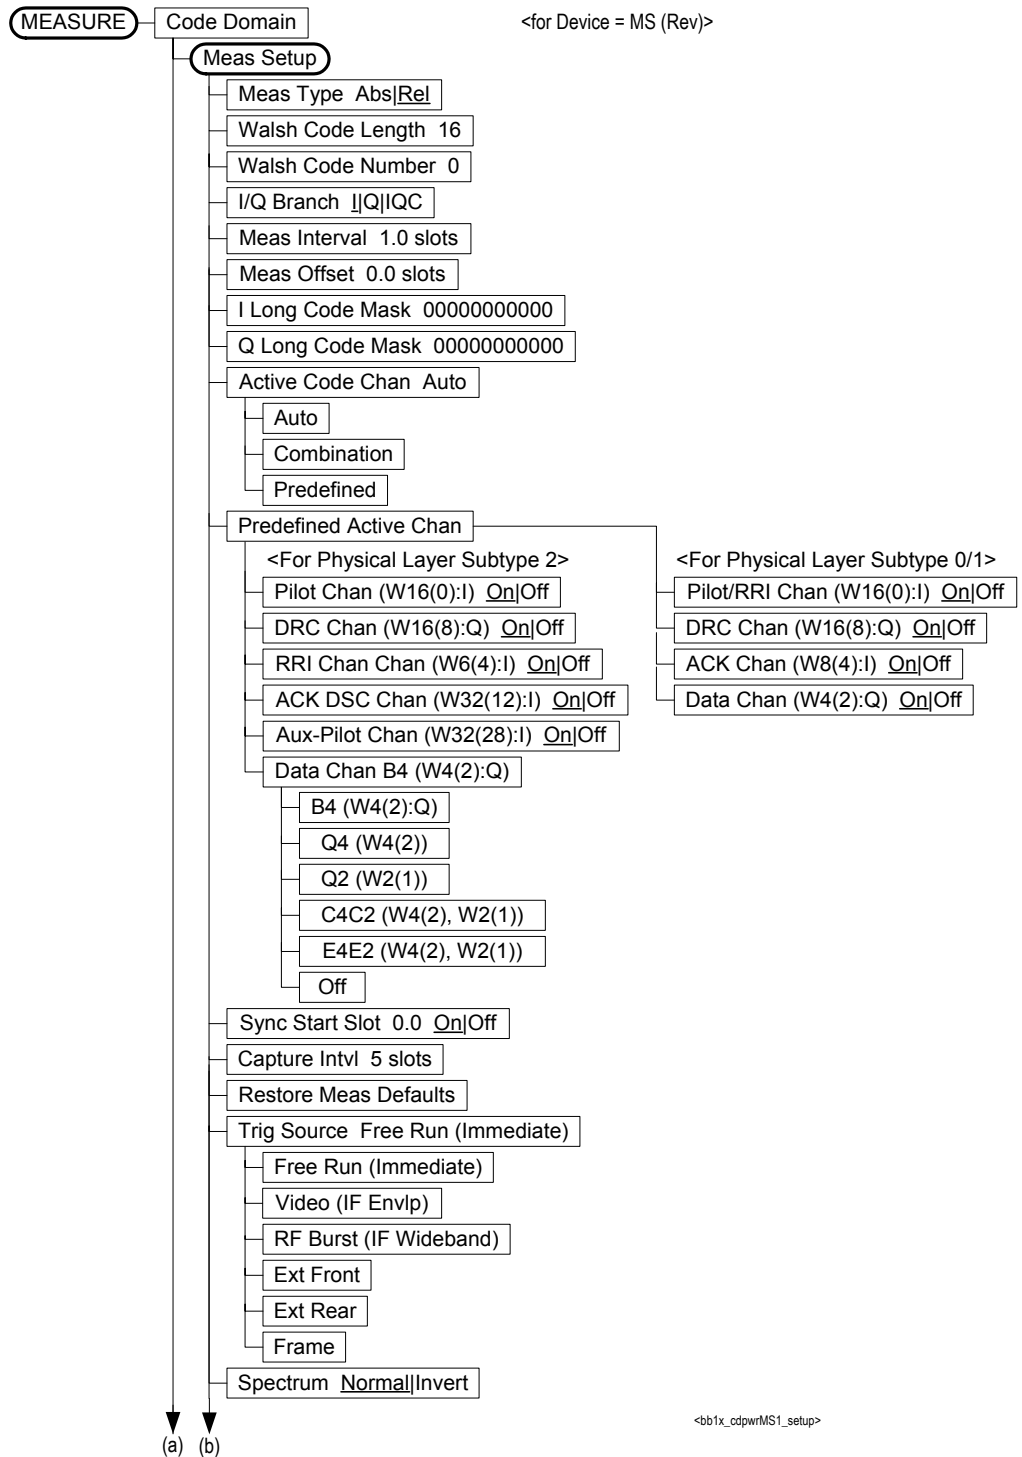 MEASURE Code Domain <for Device = MS (Rev)>
Meas Setup
Meas Type Abs|Rel
Walsh Code Length 16
Walsh Code Number 0
I/Q Branch I|Q|IQC
Meas Interval 1.0 slots
Meas Offset 0.0 slots
I Long Code Mask 00000000000
Q Long Code Mask 00000000000
Active Code Chan Auto
Auto
Combination
Predefined
Predefined Active Chan
<For Physical Layer Subtype 2> <For Physical Layer Subtype 0/1>
Pilot Chan (W16(0):I) On|Off Pilot/RRI Chan (W16(0):I) On|Off
DRC Chan (W16(8):Q) On|Off DRC Chan (W16(8):Q) On|Off
RRI Chan Chan (W6(4):I) On|Off ACK Chan (W8(4):I) On|Off
ACK DSC Chan (W32(12):I) On|Off Data Chan (W4(2):Q) On|Off
Aux-Pilot Chan (W32(28):I) On|Off
Data Chan B4 (W4(2):Q)
B4 (W4(2):Q)
Q4 (W4(2))
Q2 (W2(1))
C4C2 (W4(2), W2(1))
E4E2 (W4(2), W2(1))
Off
Sync Start Slot 0.0 On|Off
Capture Intvl 5 slots
Restore Meas Defaults
Trig Source Free Run (Immediate)
Free Run (Immediate)
Video (IF Envlp)
RF Burst (IF Wideband)
Ext Front
Ext Rear
Frame
Spectrum Normal|Invert
<bb1x_cdpwrMS1_setup>
(a) (b)